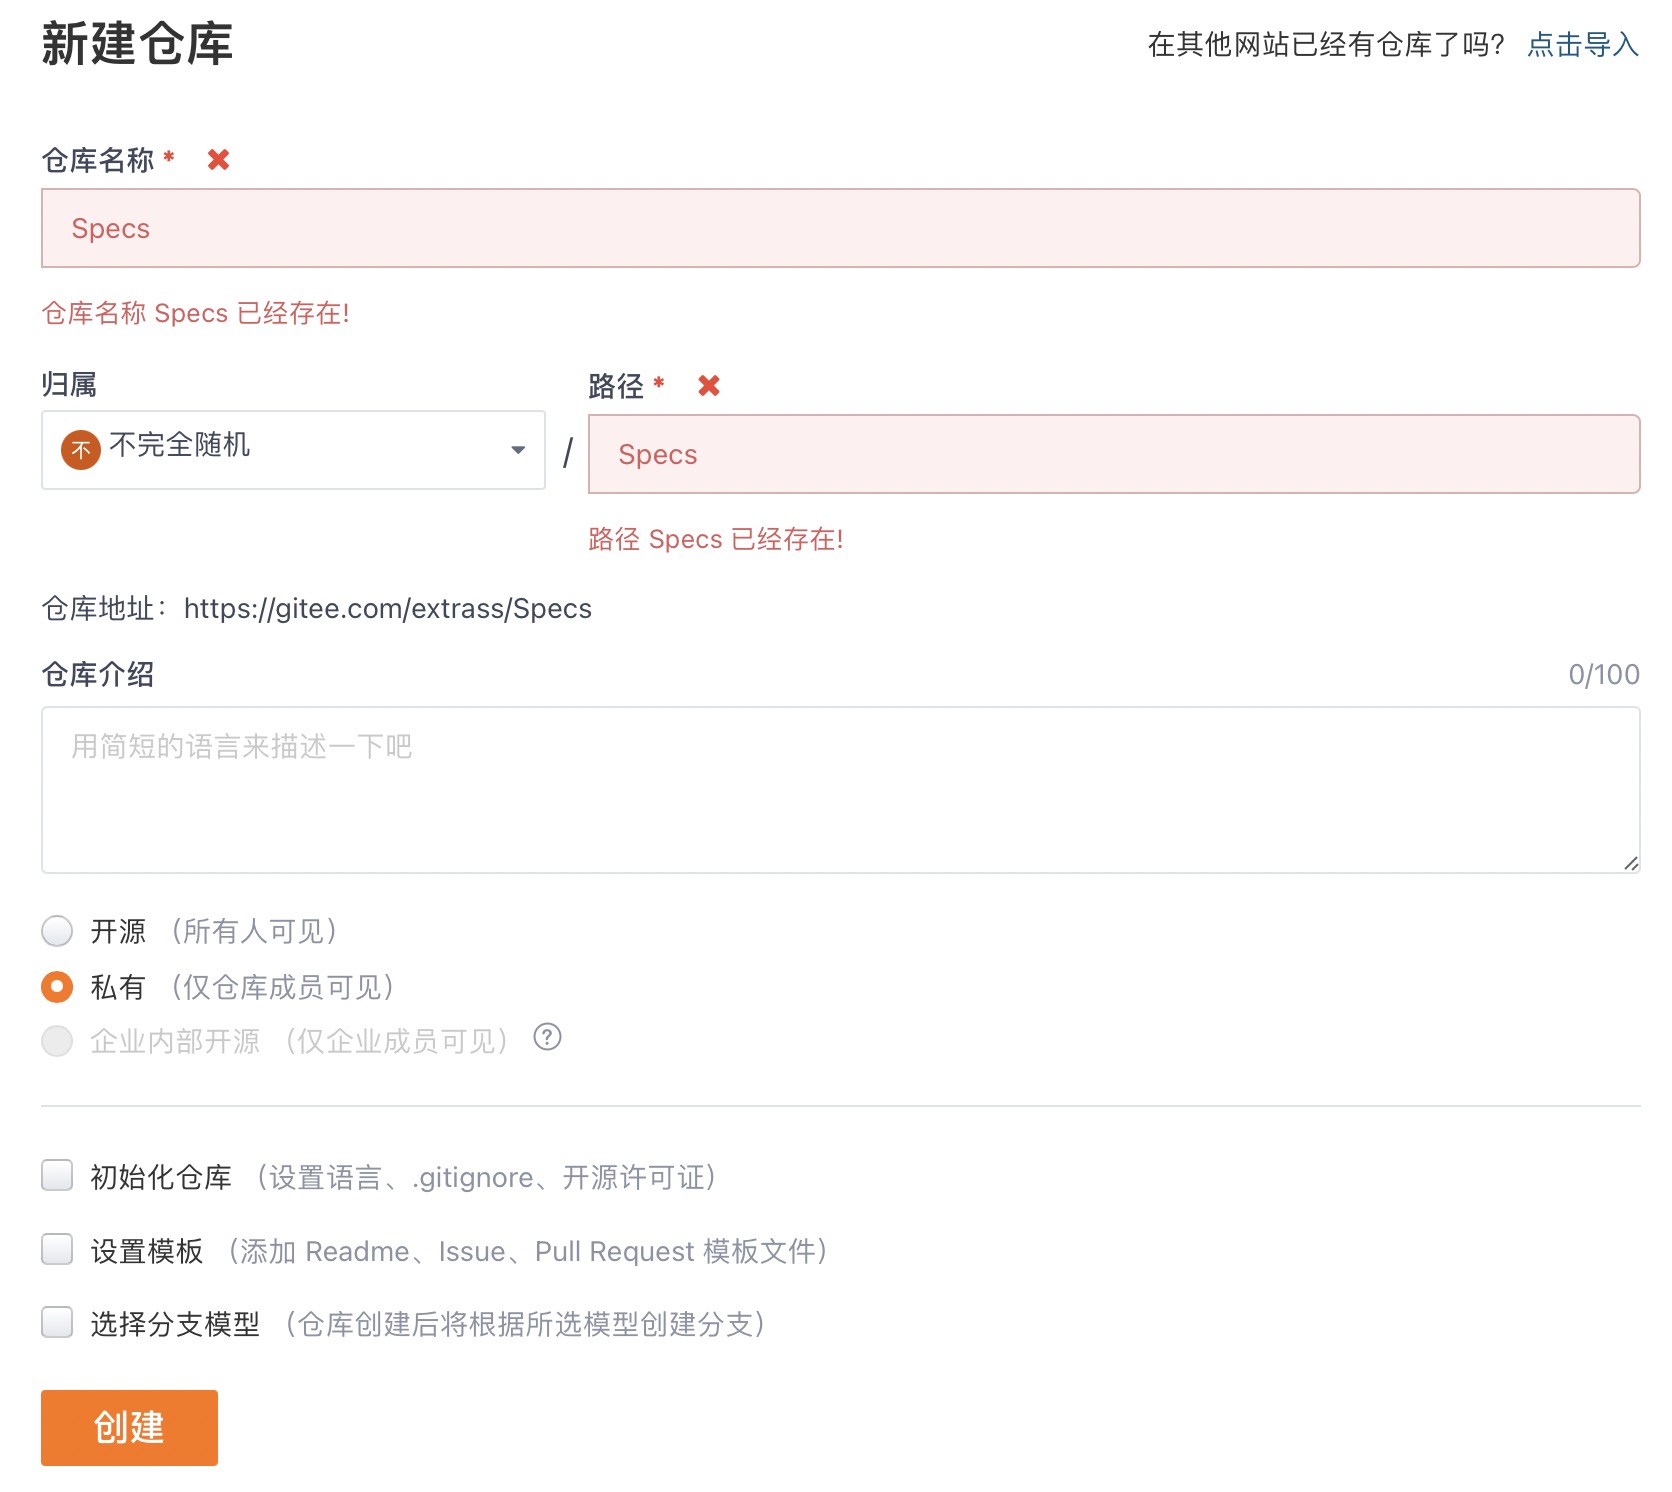 新建仓库
在其他网站已经有仓库了吗? 点击导入
仓库名称 *
Specs
仓库名称 Specs 已经存在!
归属
路径 *
不 不完全随机
/
Specs
路径 Specs 已经存在!
仓库地址：https://gitee.com/extrass/Specs
仓库介绍
0/100
用简短的语言来描述一下吧
开源 （所有人可见）
私有 （仅仓库成员可见）
企业内部开源 （仅企业成员可见） ?
初始化仓库 （设置语言、.gitignore、开源许可证）
设置模板 （添加 Readme、Issue、Pull Request 模板文件）
选择分支模型 （仓库创建后将根据所选模型创建分支）
创建